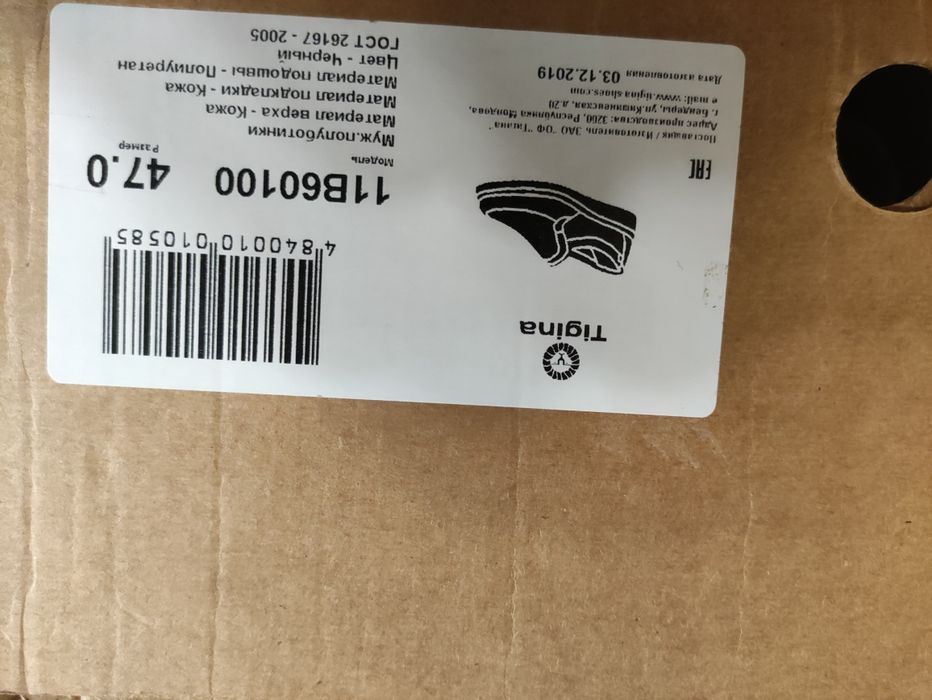 Tigina
EAC
Поставщик / Изготовитель ЗАО "ОФ "Тигина"
Адрес производства: 3200, Республика Молдова,
г. Бендеры, ул.Кишиневская, д.20
e mail: www.tigina-shoes.com
Дата изготовления 03.12.2019
4 840010 010585
Модель Размер
11В60100 47.0
Муж.полуботинки
Материал верха - Кожа
Материал подкладки - Кожа
Материал подошвы - Полиуретан
Цвет - Черный
ГОСТ 26167 - 2005